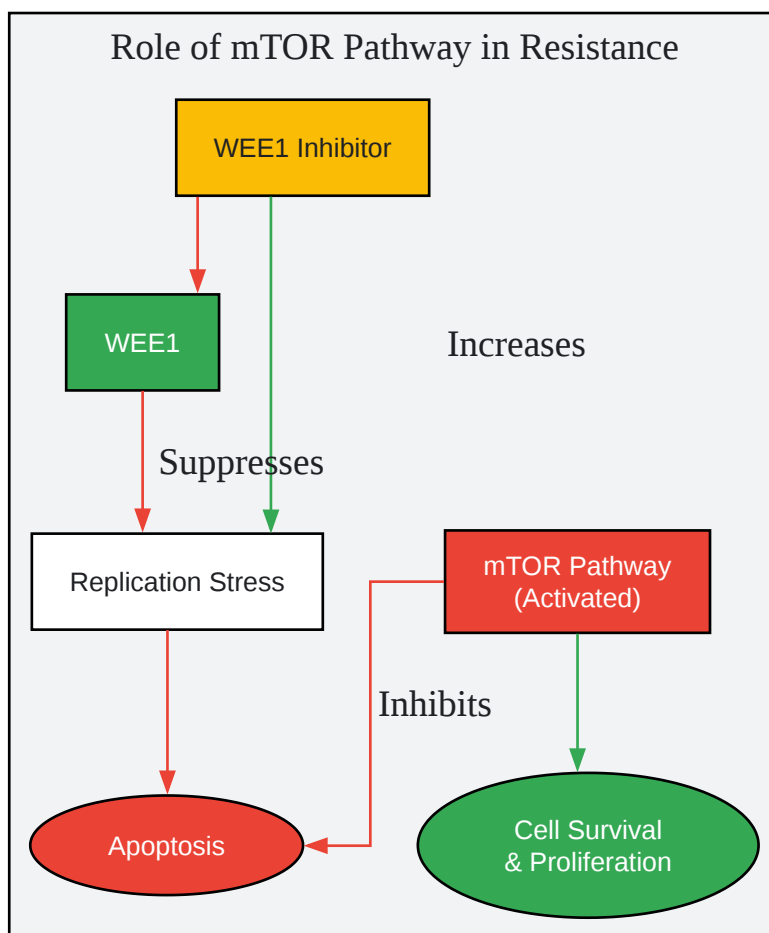 Role of mTOR Pathway in Resistance
WEE1 Inhibitor
WEE1
Increases
Suppresses
Replication Stress
mTOR Pathway
(Activated)
Inhibits
Apoptosis
Cell Survival
& Proliferation